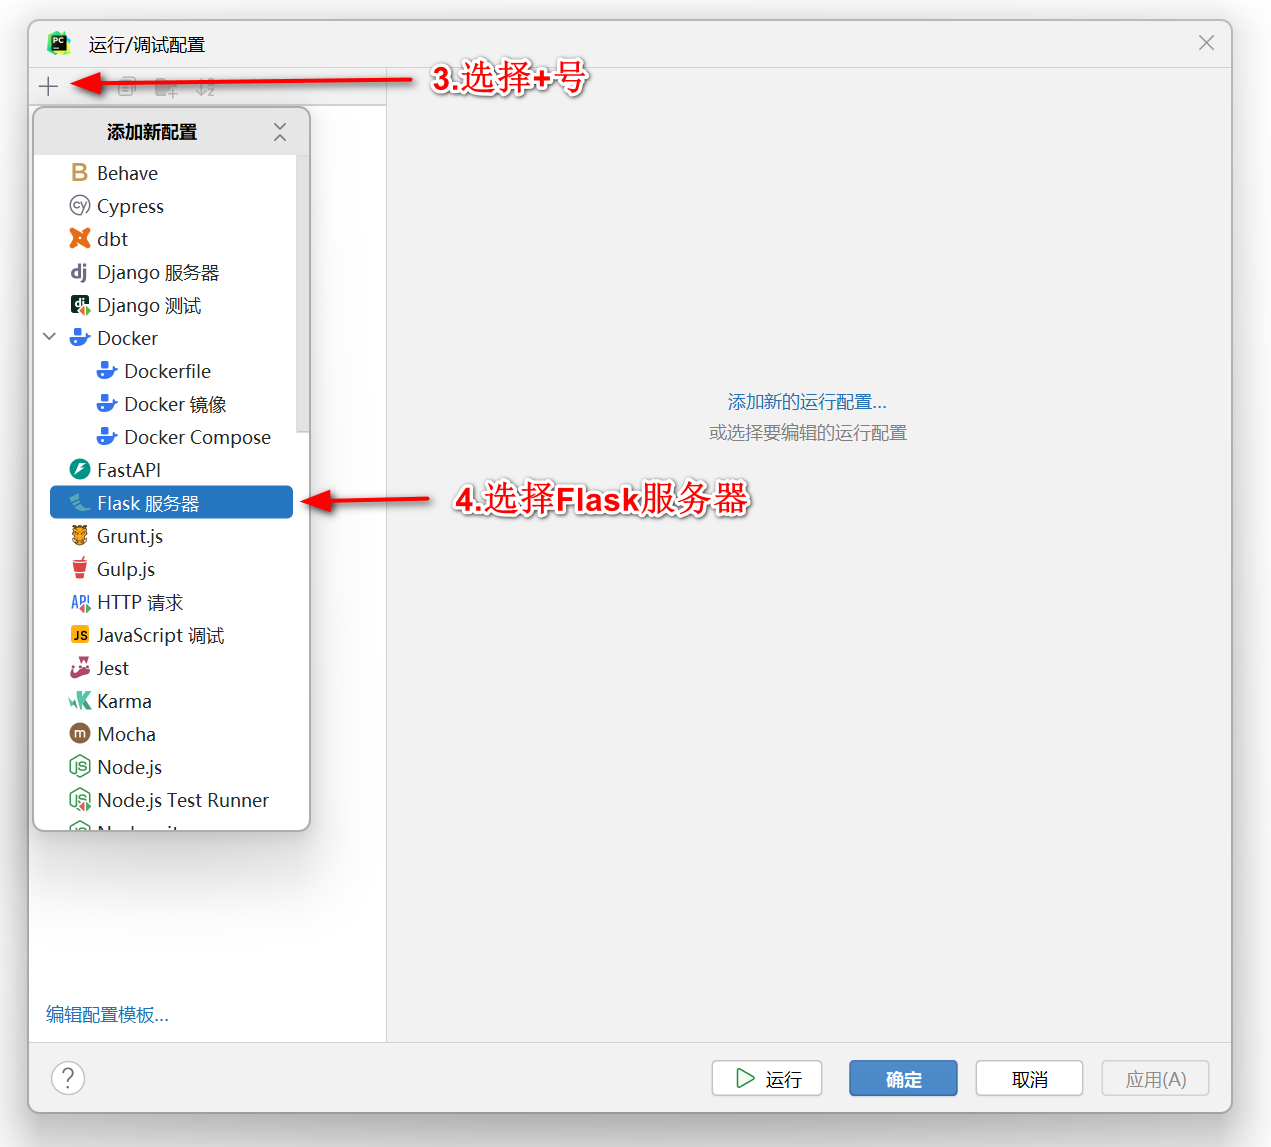 运行/调试配置
3.选择+号
添加新配置
Behave
Cypress
dbt
Django 服务器
Django 测试
Docker
Dockerfile
Docker 镜像
Docker Compose
FastAPI
Flask 服务器
4.选择Flask服务器
Grunt.js
Gulp.js
HTTP 请求
JavaScript 调试
Jest
Karma
Mocha
Node.js
Node.js Test Runner
添加新的运行配置...
或选择要编辑的运行配置
编辑配置模板...
?
运行
确定
取消
应用(A)